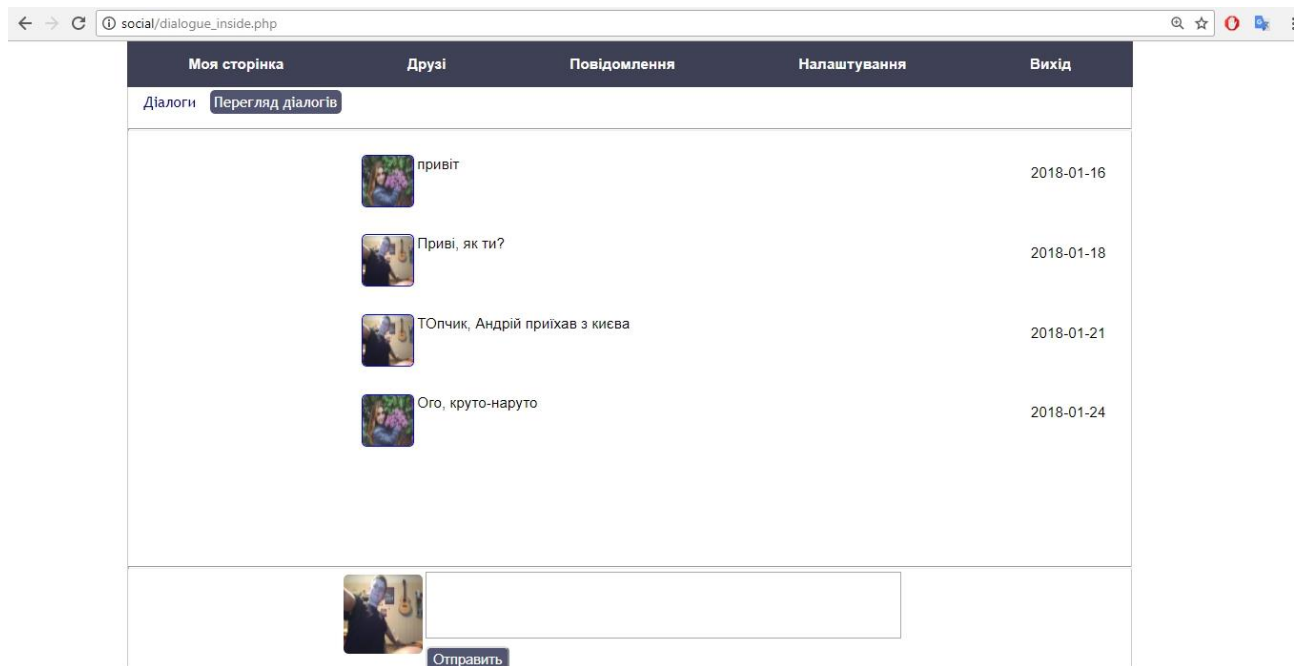 social/dialogue_inside.php
Моя сторінка Друзі Повідомлення Налаштування Вихід
Діалоги Перегляд діалогів
привіт 2018-01-16
Приві, як ти? 2018-01-18
ТОпчик, Андрій приїхав з києва 2018-01-21
Ого, круто-наруто 2018-01-24
Отправить